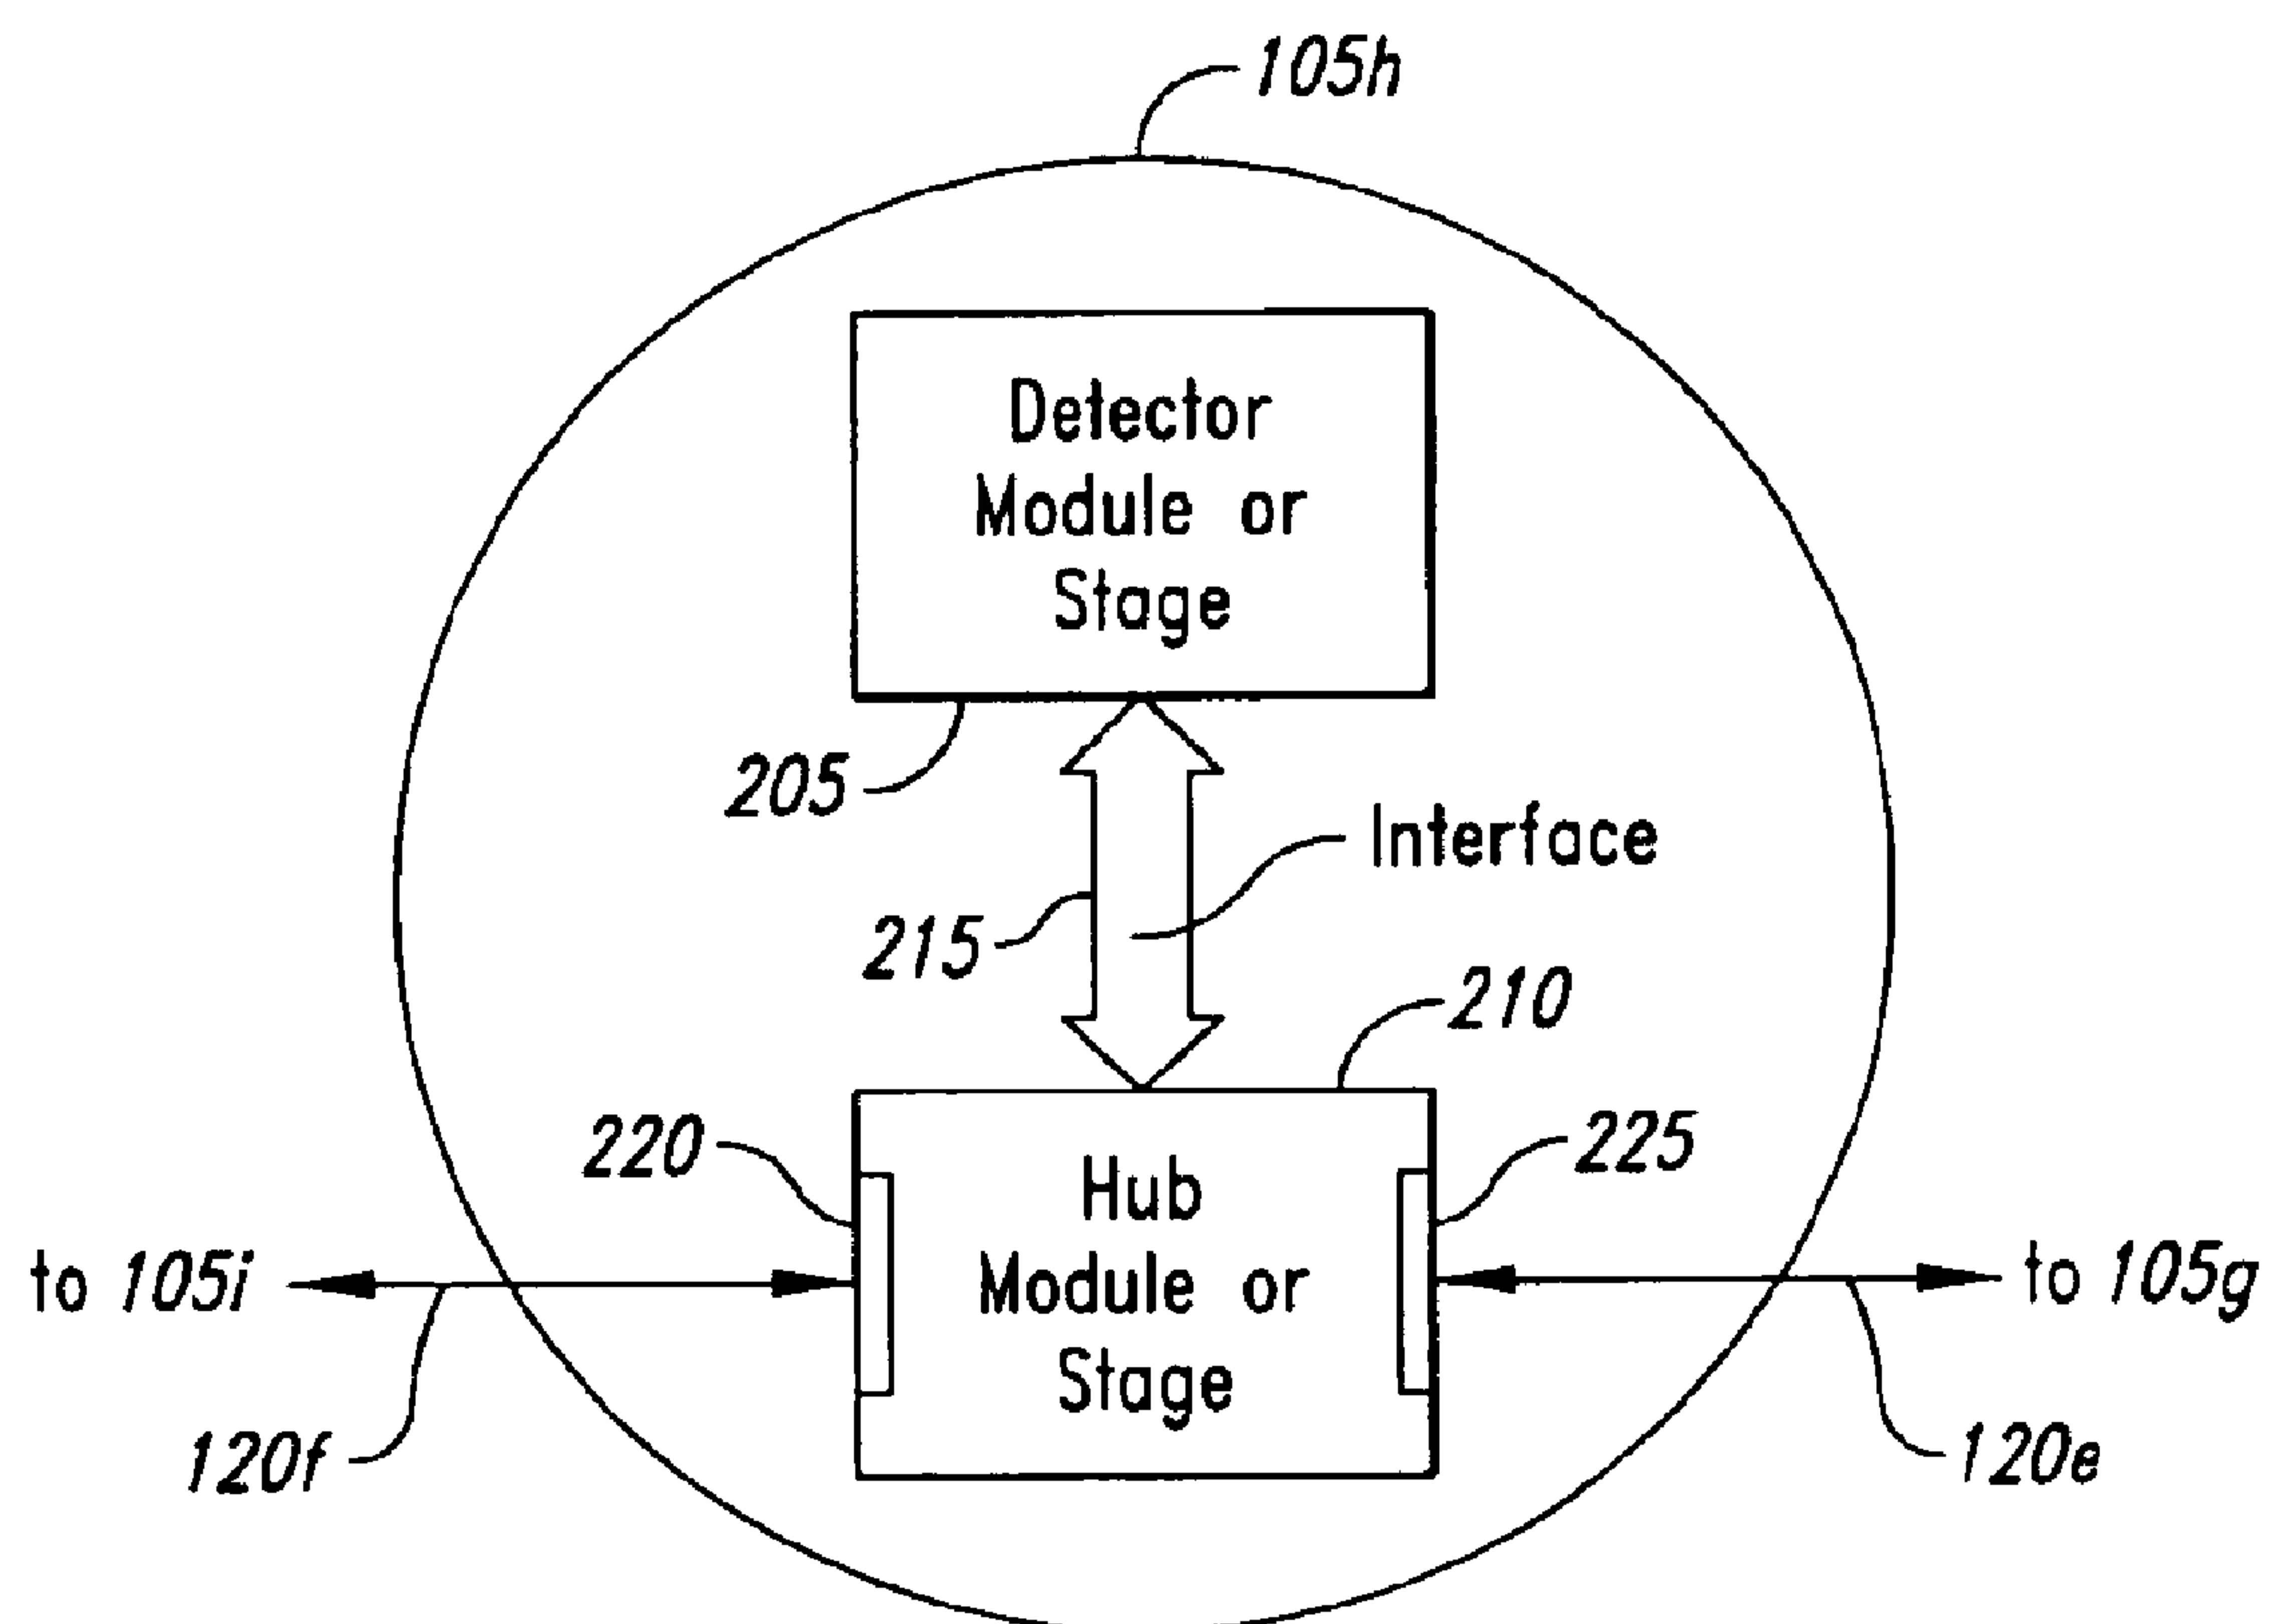 105h
Detector
Module or
Stage
205
Interface
215
210
220
225
Hub
Module or
Stage
to 105i
to 105g
120f
120e